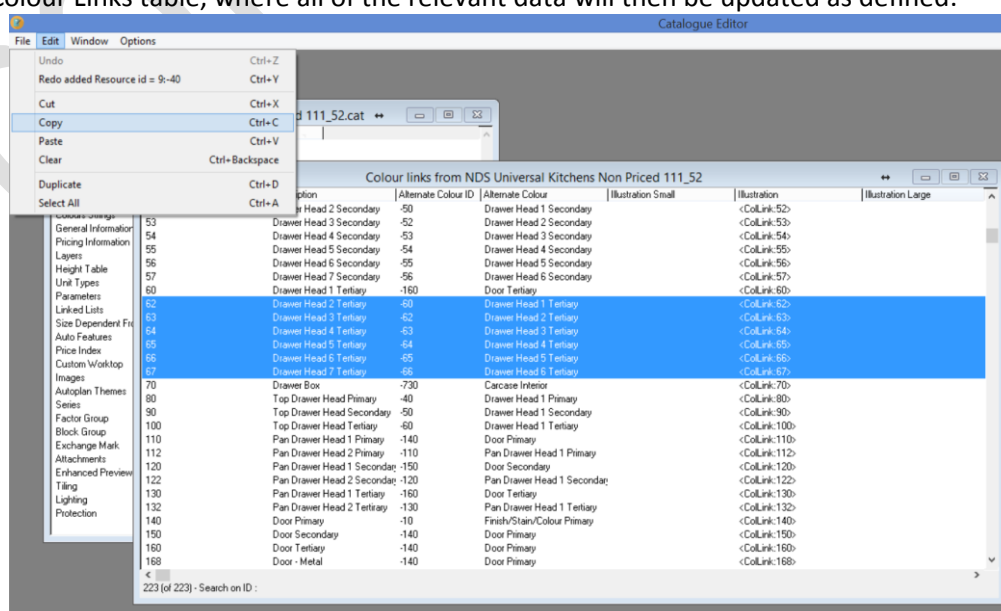 colour Links table, where all of the relevant data will then be updated as defined.
Catalogue Editor
File Edit Window Options
Undo Ctrl+Z
Redo added Resource id = 9:-40 Ctrl+Y
Cut Ctrl+X
Copy Ctrl+C
Paste Ctrl+V
Clear Ctrl+Backspace
Duplicate Ctrl+D
Select All Ctrl+A
d 111_52.cat
Colours Strings
General Information
Pricing Information
Layers
Height Table
Unit Types
Parameters
Linked Lists
Size Dependent Fro
Auto Features
Price Index
Custom Worktop
Images
Autoplan Themes
Series
Factor Group
Block Group
Exchange Mark
Attachments
Enhanced Preview
Tiling
Lighting
Protection
Colour links from NDS Universal Kitchens Non Priced 111_52
ption Alternate Colour ID Alternate Colour Illustration Small Illustration Illustration Large
er Head 2 Secondary -50 Drawer Head 1 Secondary <ColLink:52>
53 Drawer Head 3 Secondary -52 Drawer Head 2 Secondary <ColLink:53>
54 Drawer Head 4 Secondary -53 Drawer Head 3 Secondary <ColLink:54>
55 Drawer Head 5 Secondary -54 Drawer Head 4 Secondary <ColLink:55>
56 Drawer Head 6 Secondary -55 Drawer Head 5 Secondary <ColLink:56>
57 Drawer Head 7 Secondary -56 Drawer Head 6 Secondary <ColLink:57>
60 Drawer Head 1 Tertiary -160 Door Tertiary <ColLink:60>
62 Drawer Head 2 Tertiary -60 Drawer Head 1 Tertiary <ColLink:62>
63 Drawer Head 3 Tertiary -62 Drawer Head 2 Tertiary <ColLink:63>
64 Drawer Head 4 Tertiary -63 Drawer Head 3 Tertiary <ColLink:64>
65 Drawer Head 5 Tertiary -64 Drawer Head 4 Tertiary <ColLink:65>
66 Drawer Head 6 Tertiary -65 Drawer Head 5 Tertiary <ColLink:66>
67 Drawer Head 7 Tertiary -66 Drawer Head 6 Tertiary <ColLink:67>
70 Drawer Box -730 Carcase Interior <ColLink:70>
80 Top Drawer Head Primary -40 Drawer Head 1 Primary <ColLink:80>
90 Top Drawer Head Secondary -50 Drawer Head 1 Secondary <ColLink:90>
100 Top Drawer Head Tertiary -60 Drawer Head 1 Tertiary <ColLink:100>
110 Pan Drawer Head 1 Primary -140 Door Primary <ColLink:110>
112 Pan Drawer Head 2 Primary -110 Pan Drawer Head 1 Primary <ColLink:112>
120 Pan Drawer Head 1 Secondary -150 Door Secondary <ColLink:120>
122 Pan Drawer Head 2 Secondary -120 Pan Drawer Head 1 Secondary <ColLink:122>
130 Pan Drawer Head 1 Tertiary -160 Door Tertiary <ColLink:130>
132 Pan Drawer Head 2 Tertirary -130 Pan Drawer Head 1 Tertiary <ColLink:132>
140 Door Primary -10 Finish/Stain/Colour Primary <ColLink:140>
150 Door Secondary -140 Door Primary <ColLink:150>
160 Door Tertiary -140 Door Primary <ColLink:160>
168 Door - Metal -140 Door Primary <ColLink:168>
223 (of 223) - Search on ID :